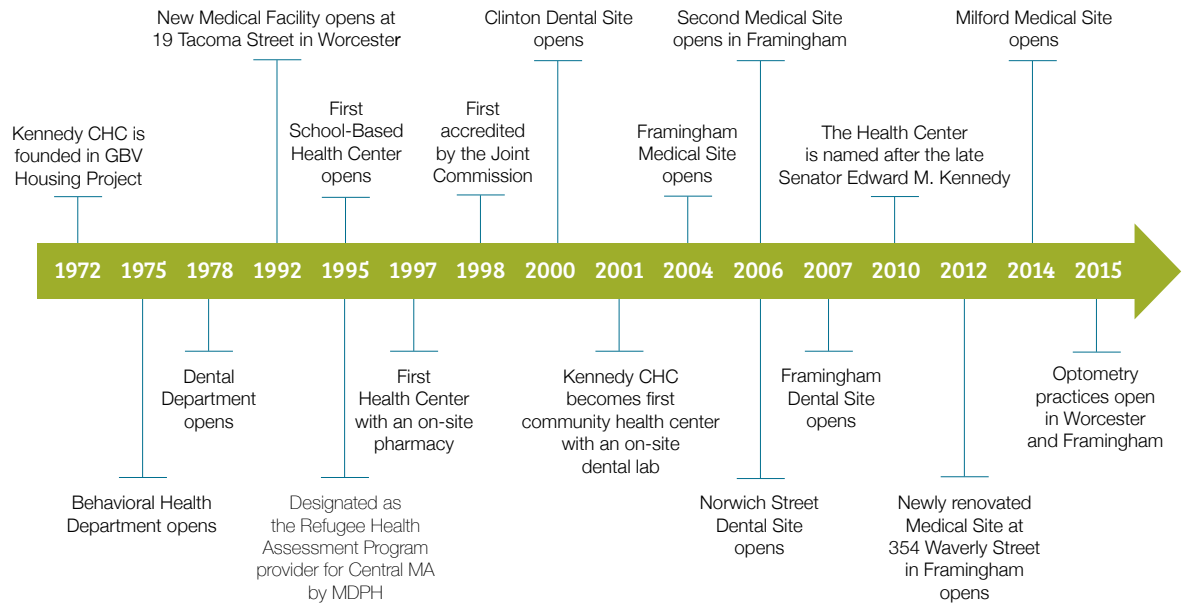 New Medical Facility opens at
19 Tacoma Street in Worcester
Clinton Dental Site
opens
Second Medical Site
opens in Framingham
Milford Medical Site
opens
Kennedy CHC is
founded in GBV
Housing Project
First
School-Based
Health Center
opens
First
accredited
by the Joint
Commission
Framingham
Medical Site
opens
The Health Center
is named after the late
Senator Edward M. Kennedy
1972 1975 1978 1992 1995 1997 1998 2000 2001 2004 2006 2007 2010 2012 2014 2015
Dental
Department
opens
First
Health Center
with an on-site
pharmacy
Kennedy CHC
becomes first
community health center
with an on-site
dental lab
Framingham
Dental Site
opens
Optometry
practices open
in Worcester
and Framingham
Behavioral Health
Department opens
Designated as
the Refugee Health
Assessment Program
provider for Central MA
by MDPH
Norwich Street
Dental Site
opens
Newly renovated
Medical Site at
354 Waverly Street
in Framingham
opens